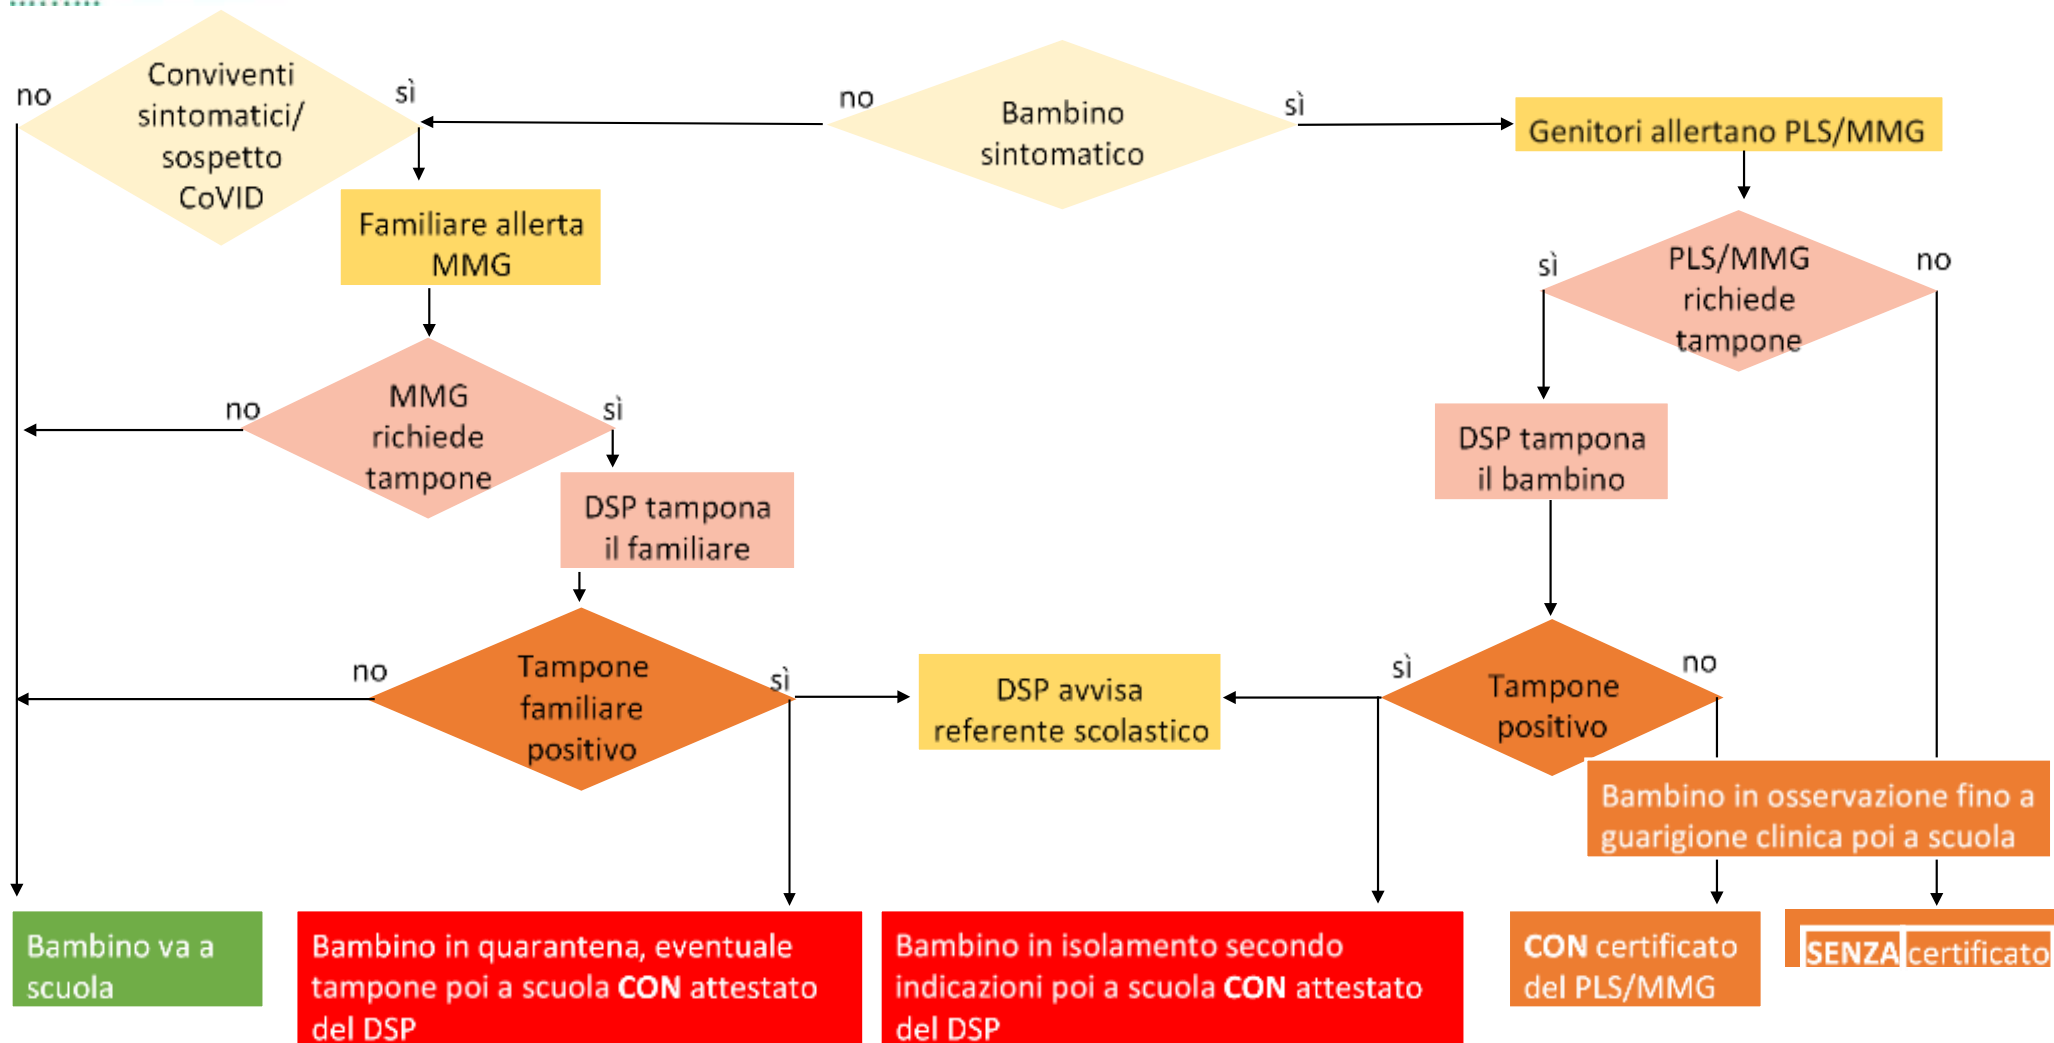 Conviventi
sintomatici/
sospetto
CoVID
no
sì
Bambino
sintomatico
no
sì
Genitori allertano PLS/MMG
Familiare allerta
MMG
PLS/MMG
richiede
tampone
sì
no
MMG
richiede
tampone
no
sì
DSP tampona
il bambino
DSP tampona
il familiare
Tampone
familiare
positivo
no
sì
DSP avvisa
referente scolastico
Tampone
positivo
sì
no
Bambino in osservazione fino a
guarigione clinica poi a scuola
Bambino va a
scuola
Bambino in quarantena, eventuale
tampone poi a scuola CON attestato
del DSP
Bambino in isolamento secondo
indicazioni poi a scuola CON attestato
del DSP
CON certificato
del PLS/MMG
SENZA certificato